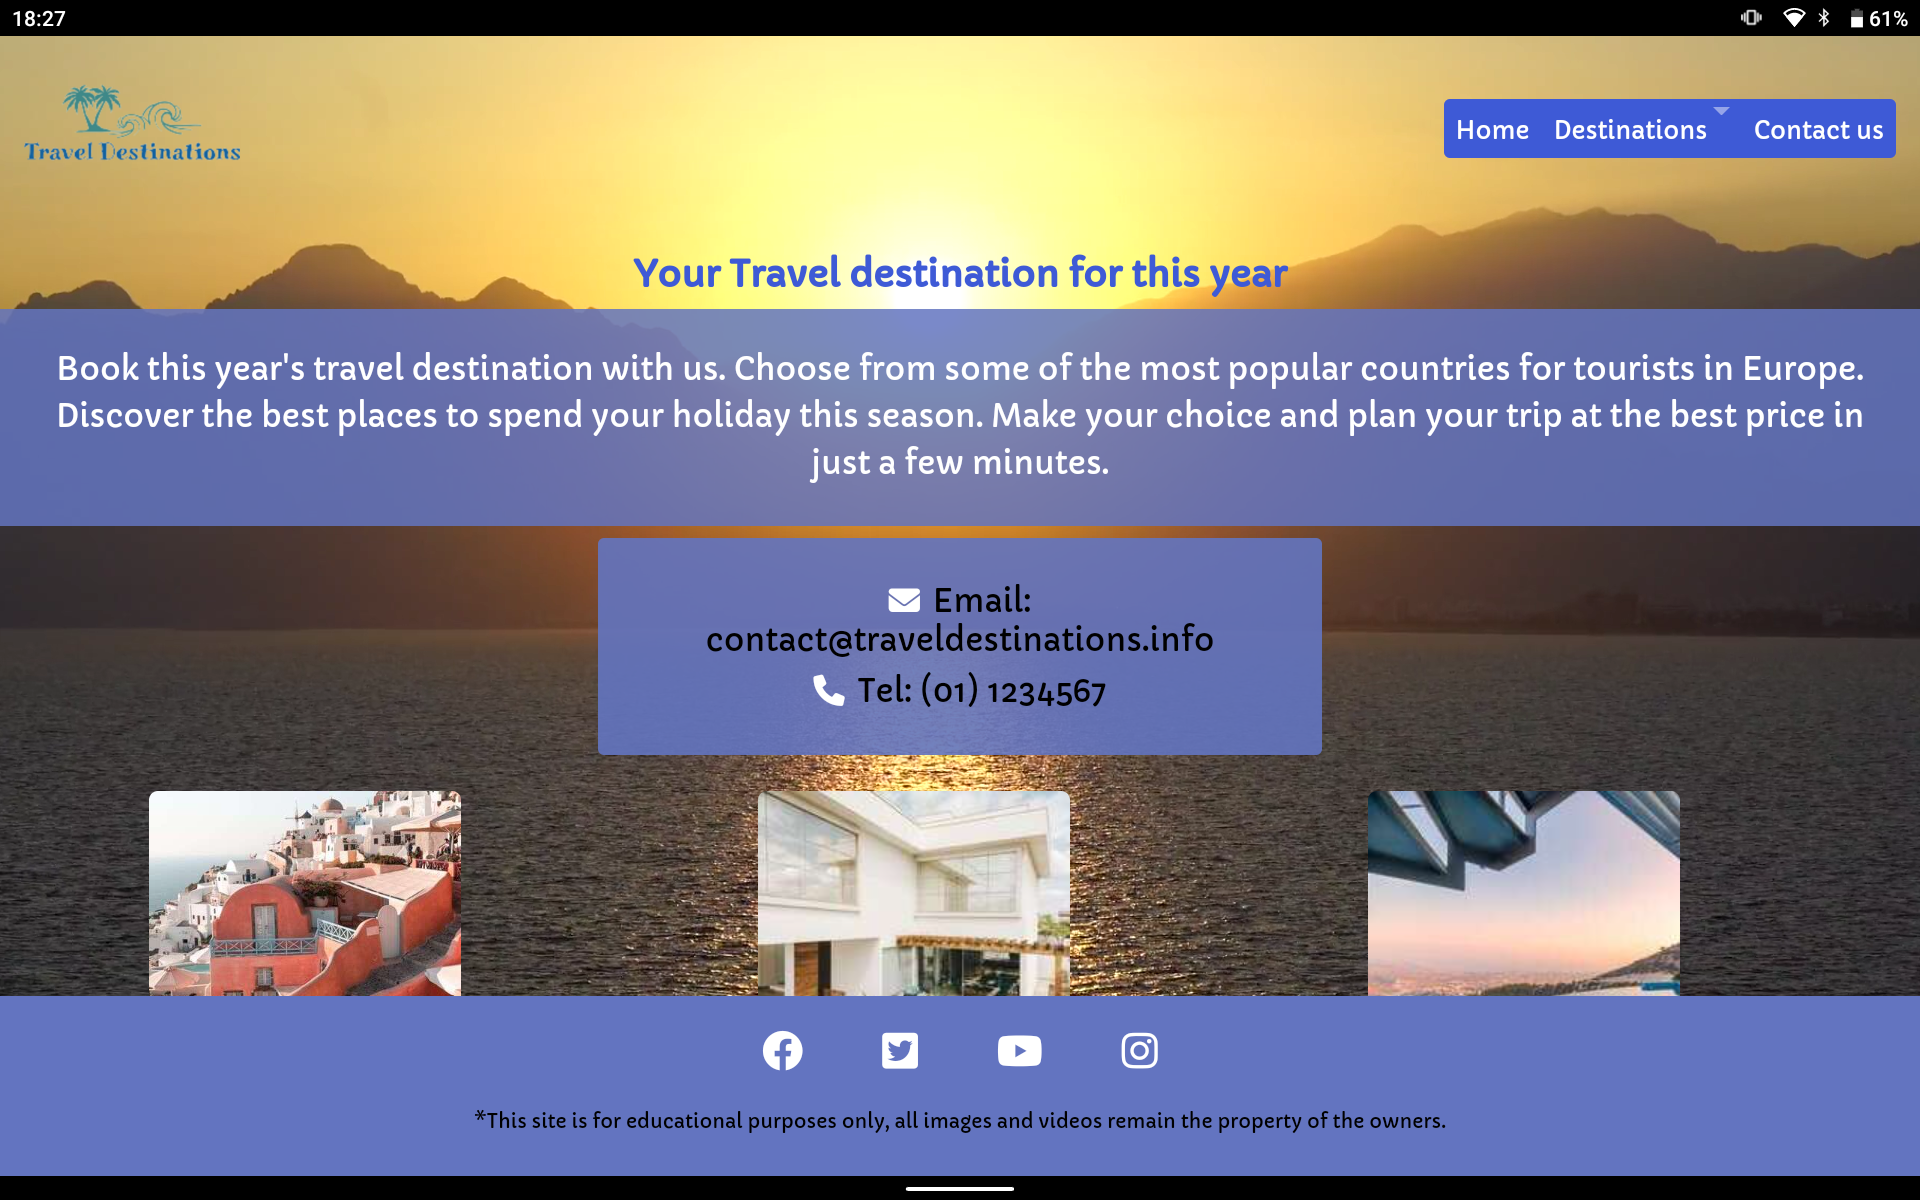 18:27
61%
Travel Destinations
Home Destinations Contact us
Your Travel destination for this year
Book this year's travel destination with us. Choose from some of the most popular countries for tourists in Europe.
Discover the best places to spend your holiday this season. Make your choice and plan your trip at the best price in
just a few minutes.
Email:
contact@traveldestinations.info
Tel: (01) 1234567
*This site is for educational purposes only, all images and videos remain the property of the owners.